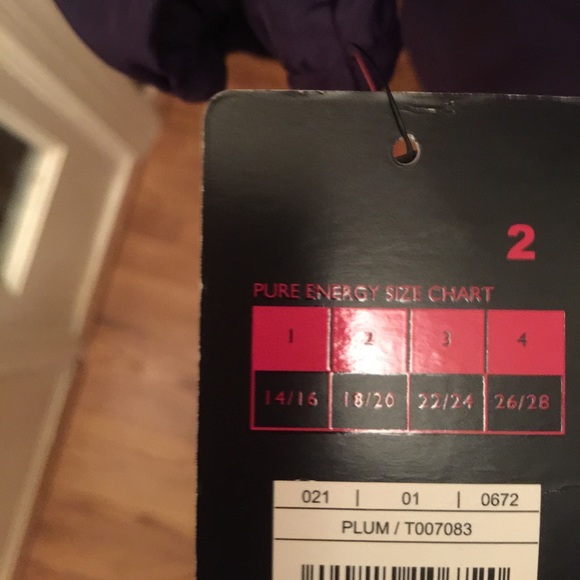 2
PURE ENERGY SIZE CHART
1 2 3 4
14/16 18/20 22/24 26/28
021 | 01 | 0672
PLUM / T007083